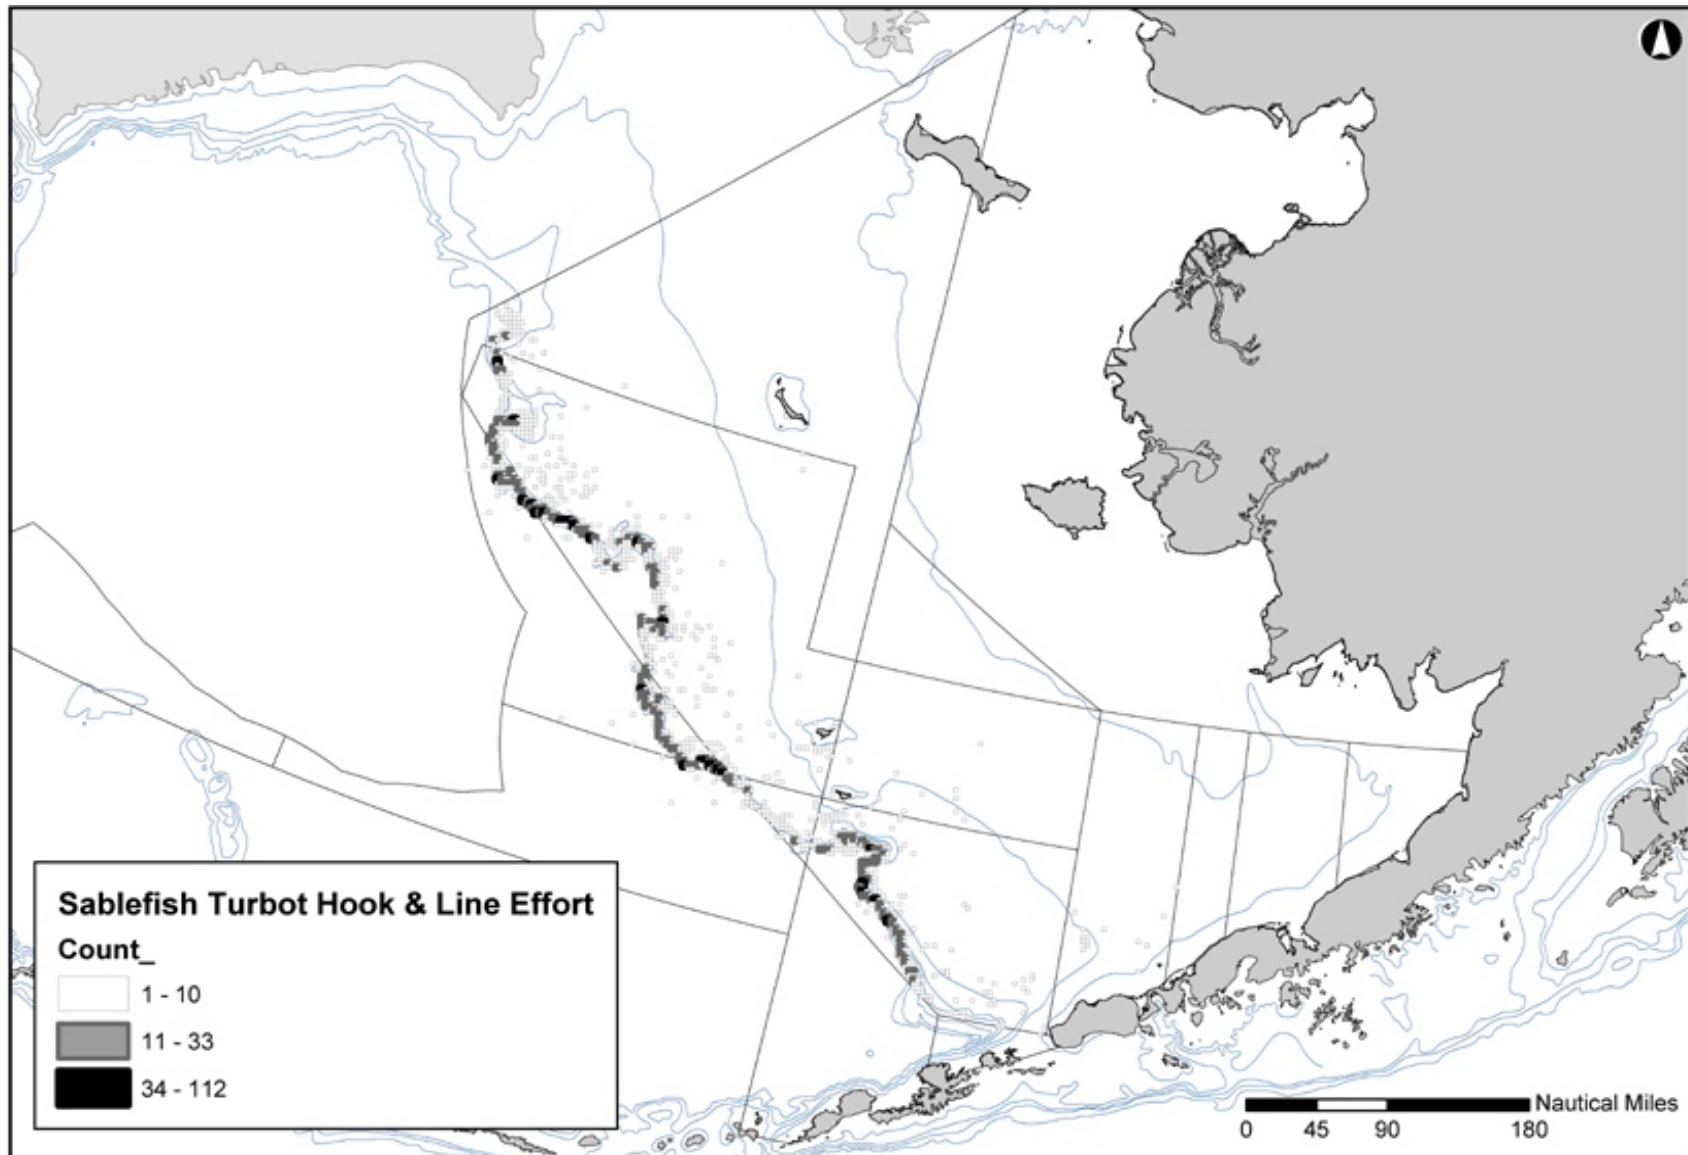 Sablefish Turbot Hook & Line Effort
Count_
1 - 10
11 - 33
34 - 112
Nautical Miles
0 45 90 180